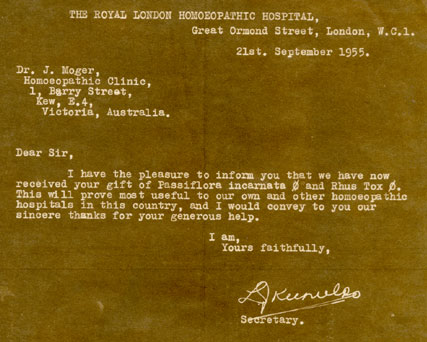 THE ROYAL LONDON HOMOEOPATHIC HOSPITAL,
Great Ormond Street, London, W.C.1.
21st. September 1955.
Dr. J. Moger,
Homoeopathic Clinic,
1, Barry Street,
Kew, E.4,
Victoria, Australia.
Dear Sir,
I have the pleasure to inform you that we have now
received your gift of Passiflora incarnata Ø and Rhus Tox Ø.
This will prove most useful to our own and other homoeopathic
hospitals in this country, and I would convey to you our
sincere thanks for your generous help.
I am,
Yours faithfully,
Secretary.